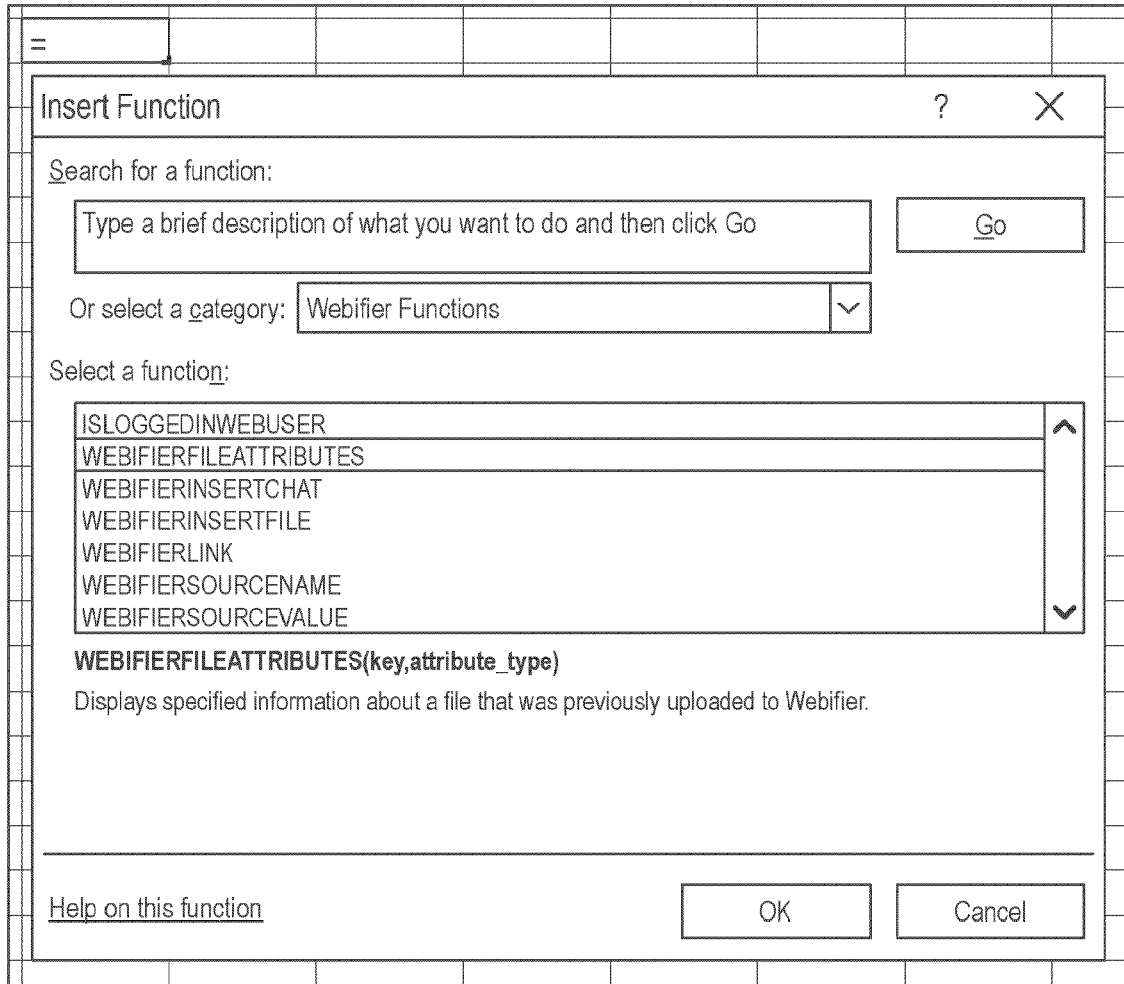 =
Insert Function ?
Search for a function:
Type a brief description of what you want to do and then click Go
Go
Or select a category: Webifier Functions
Select a function:
ISLOGGEDINWEBUSER
WEBIFIERFILEATTRIBUTES
WEBIFIERINSERTCHAT
WEBIFIERINSERTFILE
WEBIFIERLINK
WEBIFIERSOURCENAME
WEBIFIERSOURCEVALUE
WEBIFIERFILEATTRIBUTES(key,attribute_type)
Displays specified information about a file that was previously uploaded to Webifier.
Help on this function
OK
Cancel